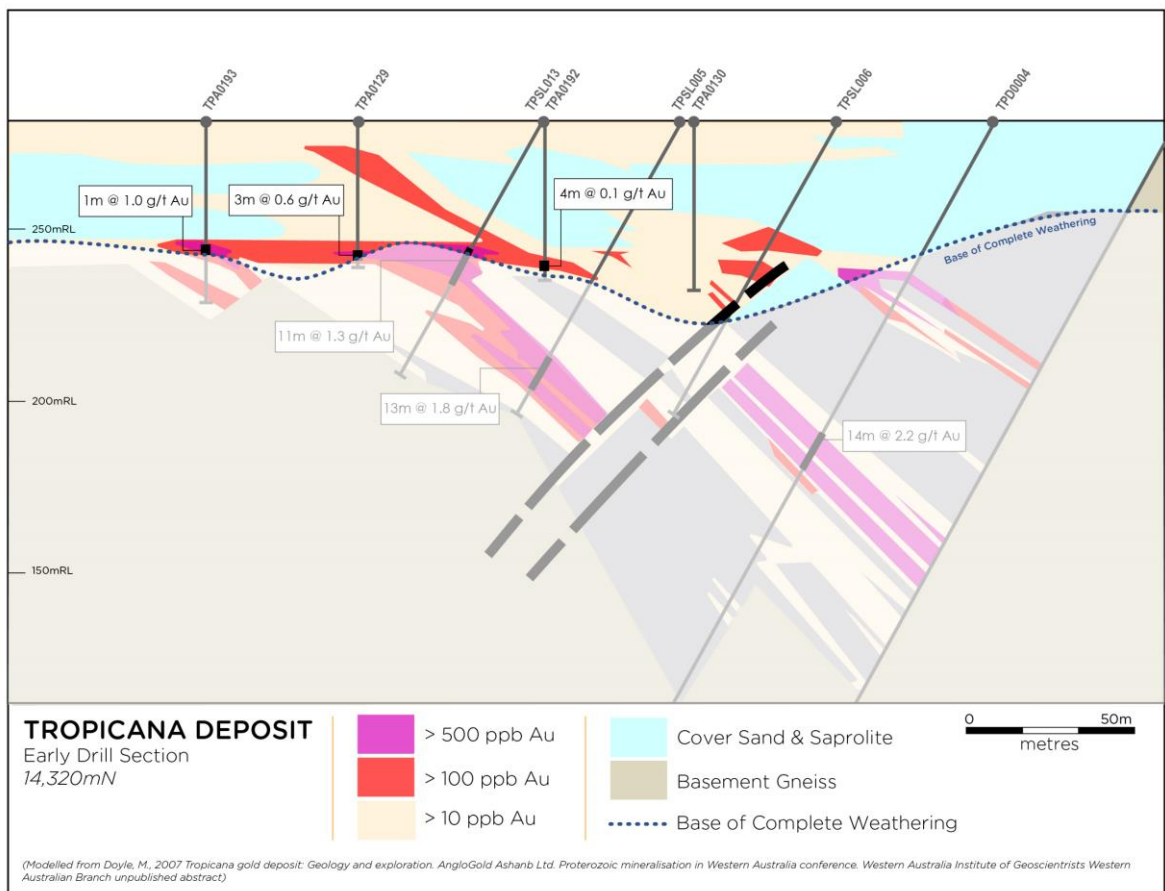 TPA0193
TPA0129
TPSL013
TPA0192
TPSL005
TPA0130
TPSL006
TPD0004
1m @ 1.0 g/t Au
3m @ 0.6 g/t Au
4m @ 0.1 g/t Au
250mRL
Base of Complete Weathering
11m @ 1.3 g/t Au
200mRL
13m @ 1.8 g/t Au
14m @ 2.2 g/t Au
150mRL
TROPICANA DEPOSIT
Early Drill Section
14,320mN
> 500 ppb Au
> 100 ppb Au
> 10 ppb Au
Cover Sand & Saprolite
Basement Gneiss
Base of Complete Weathering
0 50m
metres
(Modelled from Doyle, M., 2007 Tropicana gold deposit: Geology and exploration. AngloGold Ashanb Ltd. Proterozoic mineralisation in Western Australia conference. Western Australia Institute of Geoscientists Western
Australian Branch unpublished abstract)